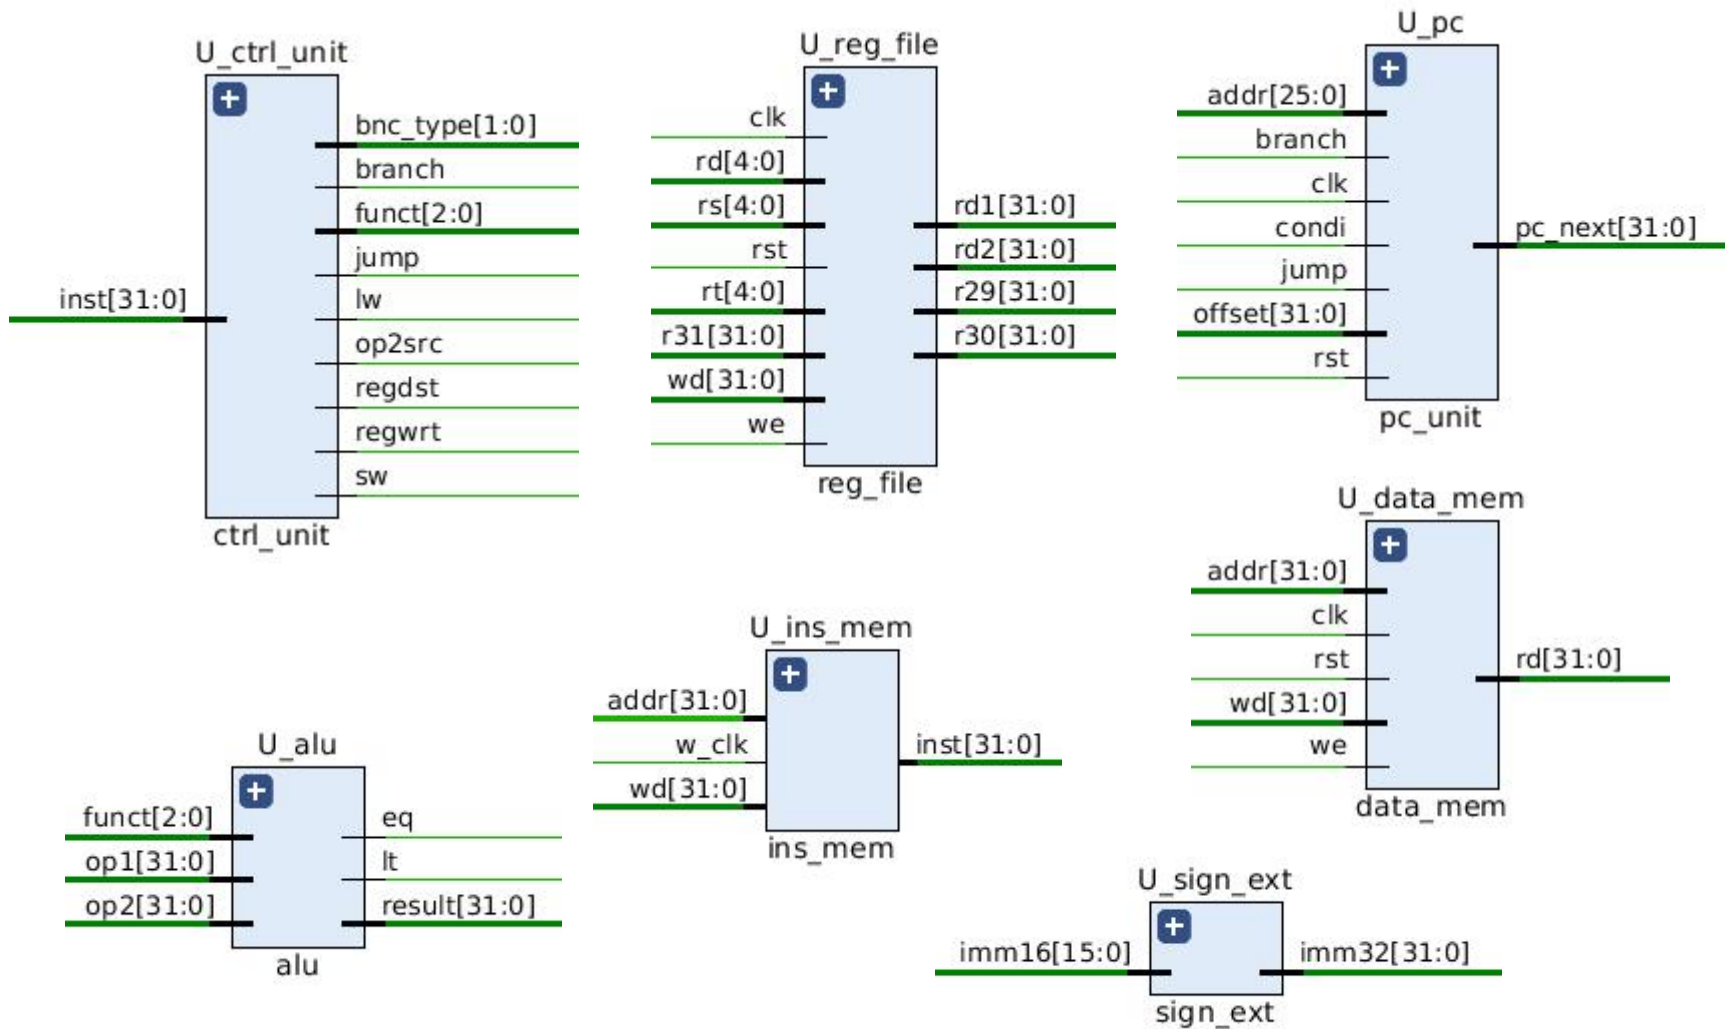 U_ctrl_unit
inst[31:0]
bnc_type[1:0]
branch
funct[2:0]
jump
lw
op2src
regdst
regwrt
sw
ctrl_unit
U_reg_file
clk
rd[4:0]
rs[4:0]
rst
rt[4:0]
r31[31:0]
wd[31:0]
we
rd1[31:0]
rd2[31:0]
r29[31:0]
r30[31:0]
reg_file
U_pc
addr[25:0]
branch
clk
condi
jump
offset[31:0]
rst
pc_next[31:0]
pc_unit
U_data_mem
addr[31:0]
clk
rst
wd[31:0]
we
rd[31:0]
data_mem
U_ins_mem
addr[31:0]
w_clk
wd[31:0]
inst[31:0]
ins_mem
U_alu
funct[2:0]
op1[31:0]
op2[31:0]
eq
lt
result[31:0]
alu
U_sign_ext
imm16[15:0]
imm32[31:0]
sign_ext